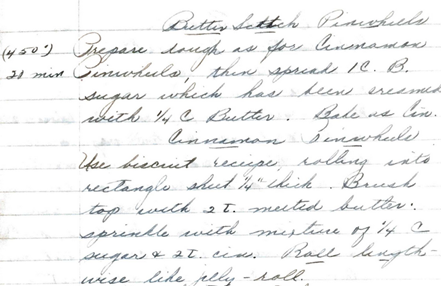 Butter Scotch Pinwheels
(450°) Prepare dough as for Cinnamon
20 min Pinwheels, then spread 1 C. B.
sugar which has been creamed
with 1/4 C Butter. Bake as Cin.
Cinnamon Pinwheels
Use biscuit recipe, rolling into
rectangle sheet 1/4" thick. Brush
top with 2 t. melted butter.
sprinkle with mixture of 1/4 C
sugar & 2 t. cin. Roll length-
wise like jelly-roll.